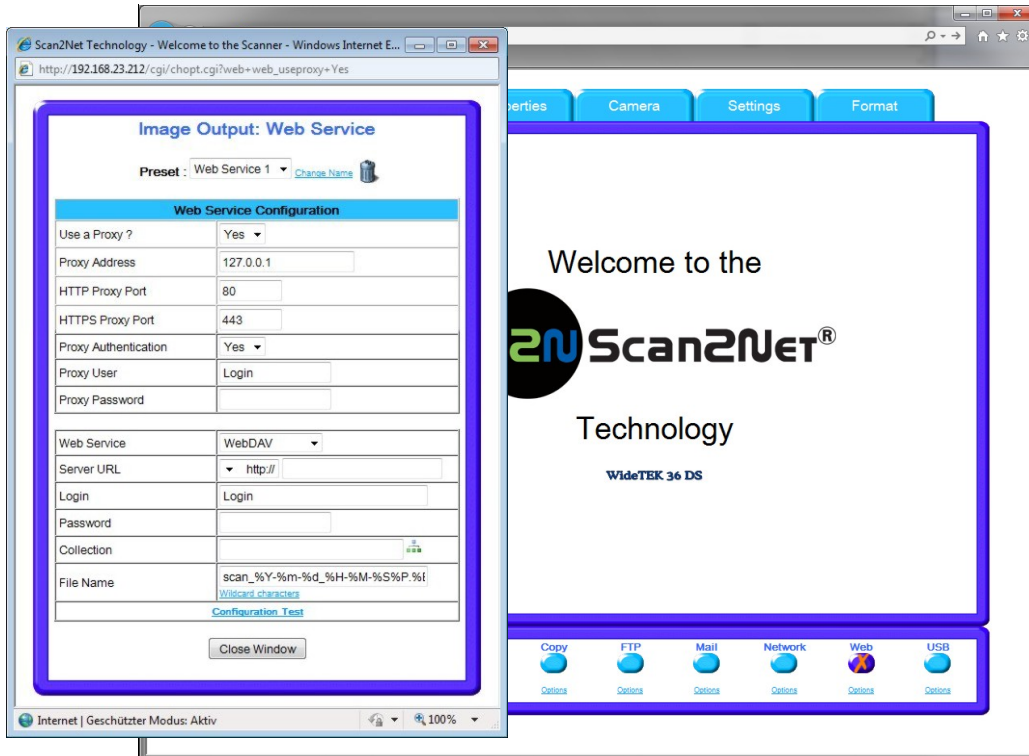 Scan2Net Technology - Welcome to the Scanner - Windows Internet E...
http://192.168.23.212/cgi/chopt.cgi?web+web_useproxy+Yes
Image Output: Web Service
Preset : Web Service 1 Change Name
Web Service Configuration
Use a Proxy ? Yes
Proxy Address 127.0.0.1
HTTP Proxy Port 80
HTTPS Proxy Port 443
Proxy Authentication Yes
Proxy User Login
Proxy Password
Web Service WebDAV
Server URL http://
Login Login
Password
Collection
File Name scan_%Y-%m-%d_%H-%M-%S%P.%E
Wildcard characters
Configuration Test
Close Window
Internet | Geschützter Modus: Aktiv 100%
Camera Settings Format
Welcome to the
2N Scan2Net®
Technology
WideTEK 36 DS
Copy FTP Mail Network Web USB
Options Options Options Options Options Options